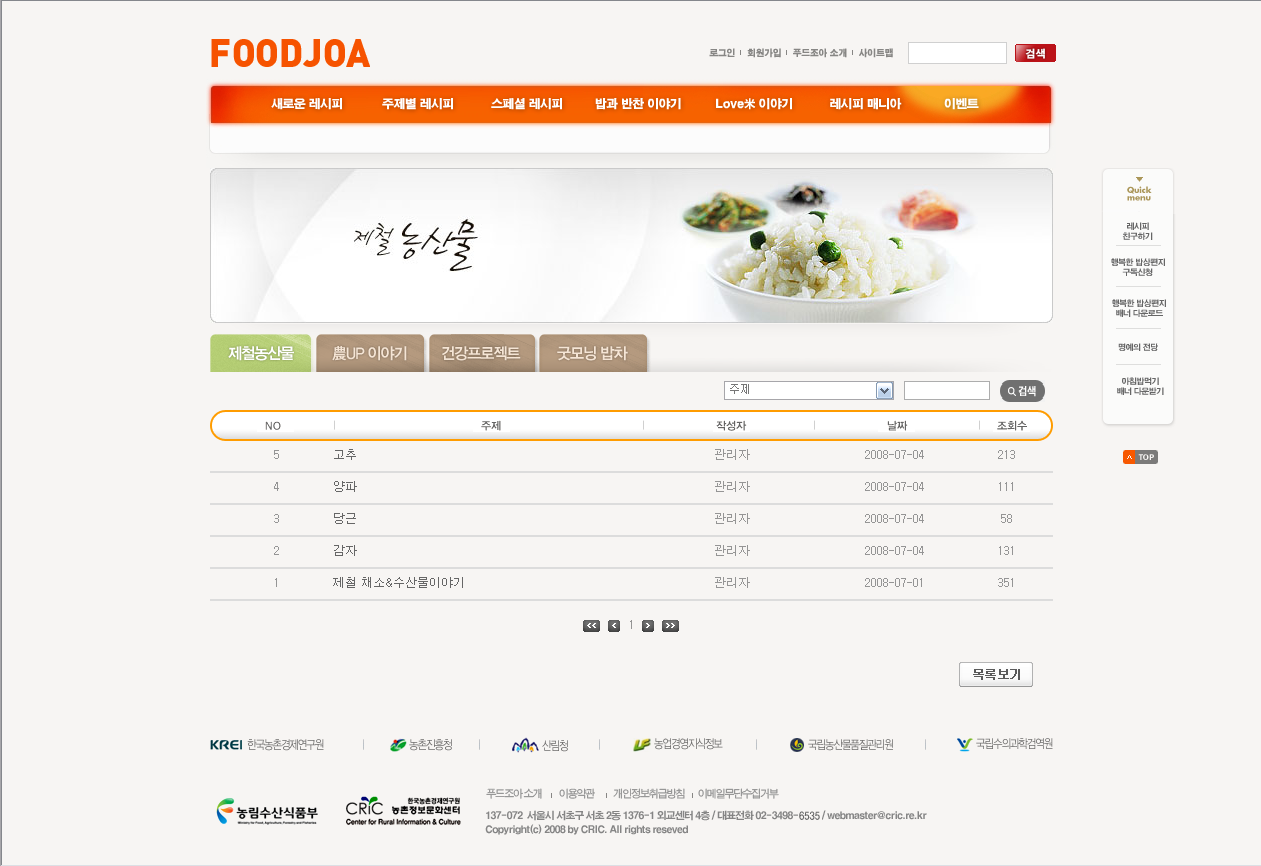 FOODJOA
로그인 회원가입 푸드조아 소개 사이트맵 검색
새로운 레시피 주제별 레시피 스페셜 레시피 밥과 반찬 이야기 Love米 이야기 레시피 매니아 이벤트
제철 농산물
Quick
menu
레시피
친구하기
행복한 밥상편지
구독신청
행복한 밥상편지
배너 다운로드
명예의 전당
아침밥먹기
배너 다운받기
TOP
제철농산물 農UP 이야기 건강프로젝트 굿모닝 밥차
주제 검색
NO 주제 작성자 날짜 조회수
5 고추 관리자 2008-07-04 213
4 양파 관리자 2008-07-04 111
3 당근 관리자 2008-07-04 58
2 감자 관리자 2008-07-04 131
1 제철 채소&수산물이야기 관리자 2008-07-01 351
1
목록보기
KREI 한국농촌경제연구원 농촌진흥청 산림청 농업경영지식정보 국립농산물품질관리원 국립수의과학검역원
농림수산식품부
Ministry for Food, Agriculture, Forestry and Fisheries
CRIC 한국농촌경제연구원
농촌정보문화센터
Center for Rural Information & Culture
푸드조아 소개 이용약관 개인정보취급방침 이메일무단수집거부
137-072 서울시 서초구 서초 2동 1376-1 외교센터 4층 / 대표전화 02-3498-6535 / webmaster@cric.re.kr
Copyright(c) 2008 by CRIC. All rights reseved